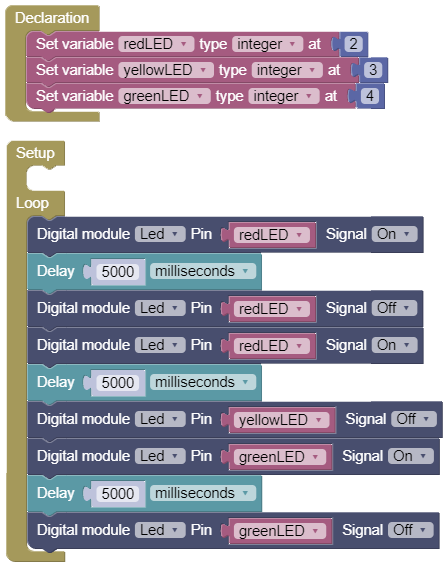 Declaration
Set variable redLED type integer at 2
Set variable yellowLED type integer at 3
Set variable greenLED type integer at 4
Setup
Loop
Digital module Led Pin redLED Signal On
Delay 5000 milliseconds
Digital module Led Pin redLED Signal Off
Digital module Led Pin redLED Signal On
Delay 5000 milliseconds
Digital module Led Pin yellowLED Signal Off
Digital module Led Pin greenLED Signal On
Delay 5000 milliseconds
Digital module Led Pin greenLED Signal Off